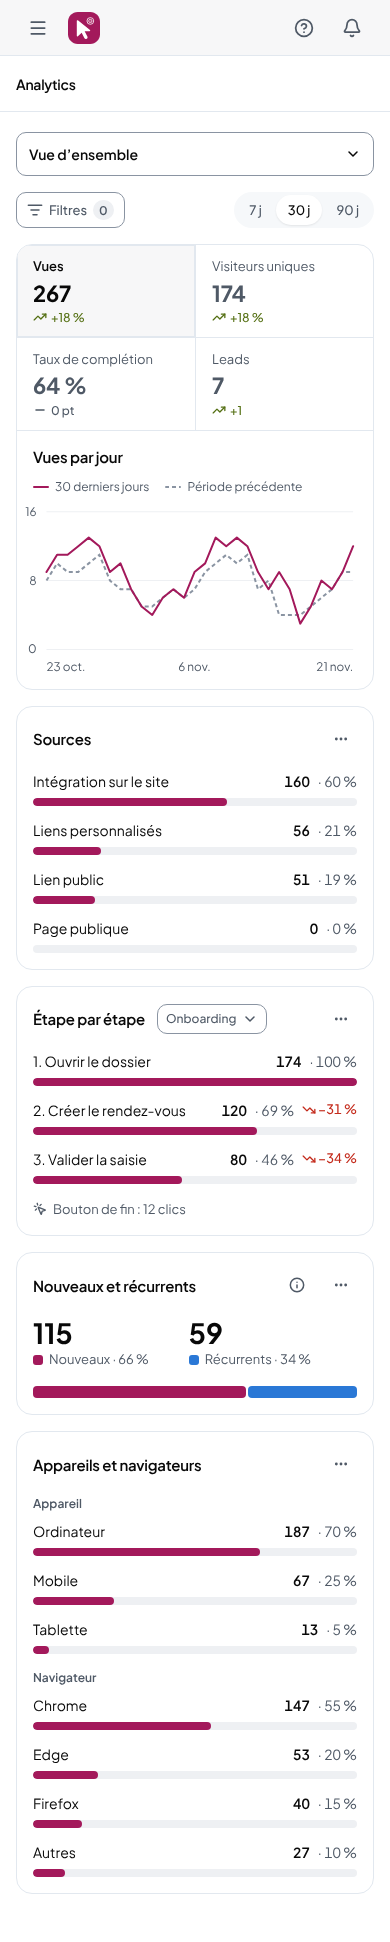 Analytics
Vue d’ensemble
Filtres 0
7 j 30 j 90 j
Vues
267
+18 %
Visiteurs uniques
174
+18 %
Taux de complétion
64 %
0 pt
Leads
7
+1
Vues par jour
30 derniers jours Période précédente
16
8
0
23 oct. 6 nov. 21 nov.
Sources
Intégration sur le site 160 · 60 %
Liens personnalisés 56 · 21 %
Lien public 51 · 19 %
Page publique 0 · 0 %
Étape par étape Onboarding
1. Ouvrir le dossier 174 · 100 %
2. Créer le rendez-vous 120 · 69 % −31 %
3. Valider la saisie 80 · 46 % −34 %
Bouton de fin : 12 clics
Nouveaux et récurrents
115 59
Nouveaux · 66 % Récurrents · 34 %
Appareils et navigateurs
Appareil
Ordinateur 187 · 70 %
Mobile 67 · 25 %
Tablette 13 · 5 %
Navigateur
Chrome 147 · 55 %
Edge 53 · 20 %
Firefox 40 · 15 %
Autres 27 · 10 %